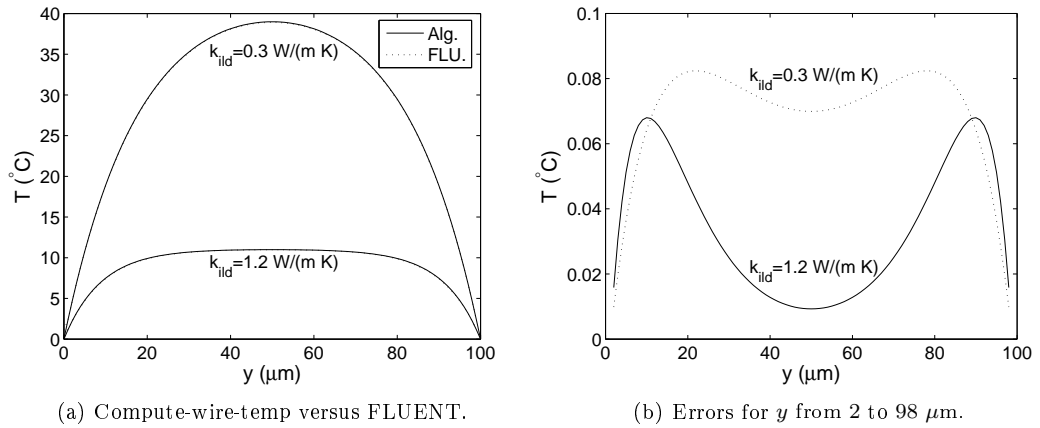 40
35
30
25
20
15
10
5
0
T (°C)
k_ild=0.3 W/(m K)
k_ild=1.2 W/(m K)
Alg.
FLU.
0 20 40 60 80 100
y (μm)
(a) Compute-wire-temp versus FLUENT.
0.1
0.08
0.06
0.04
0.02
0
T (°C)
k_ild=0.3 W/(m K)
k_ild=1.2 W/(m K)
0 20 40 60 80 100
y (μm)
(b) Errors for y from 2 to 98 μm.